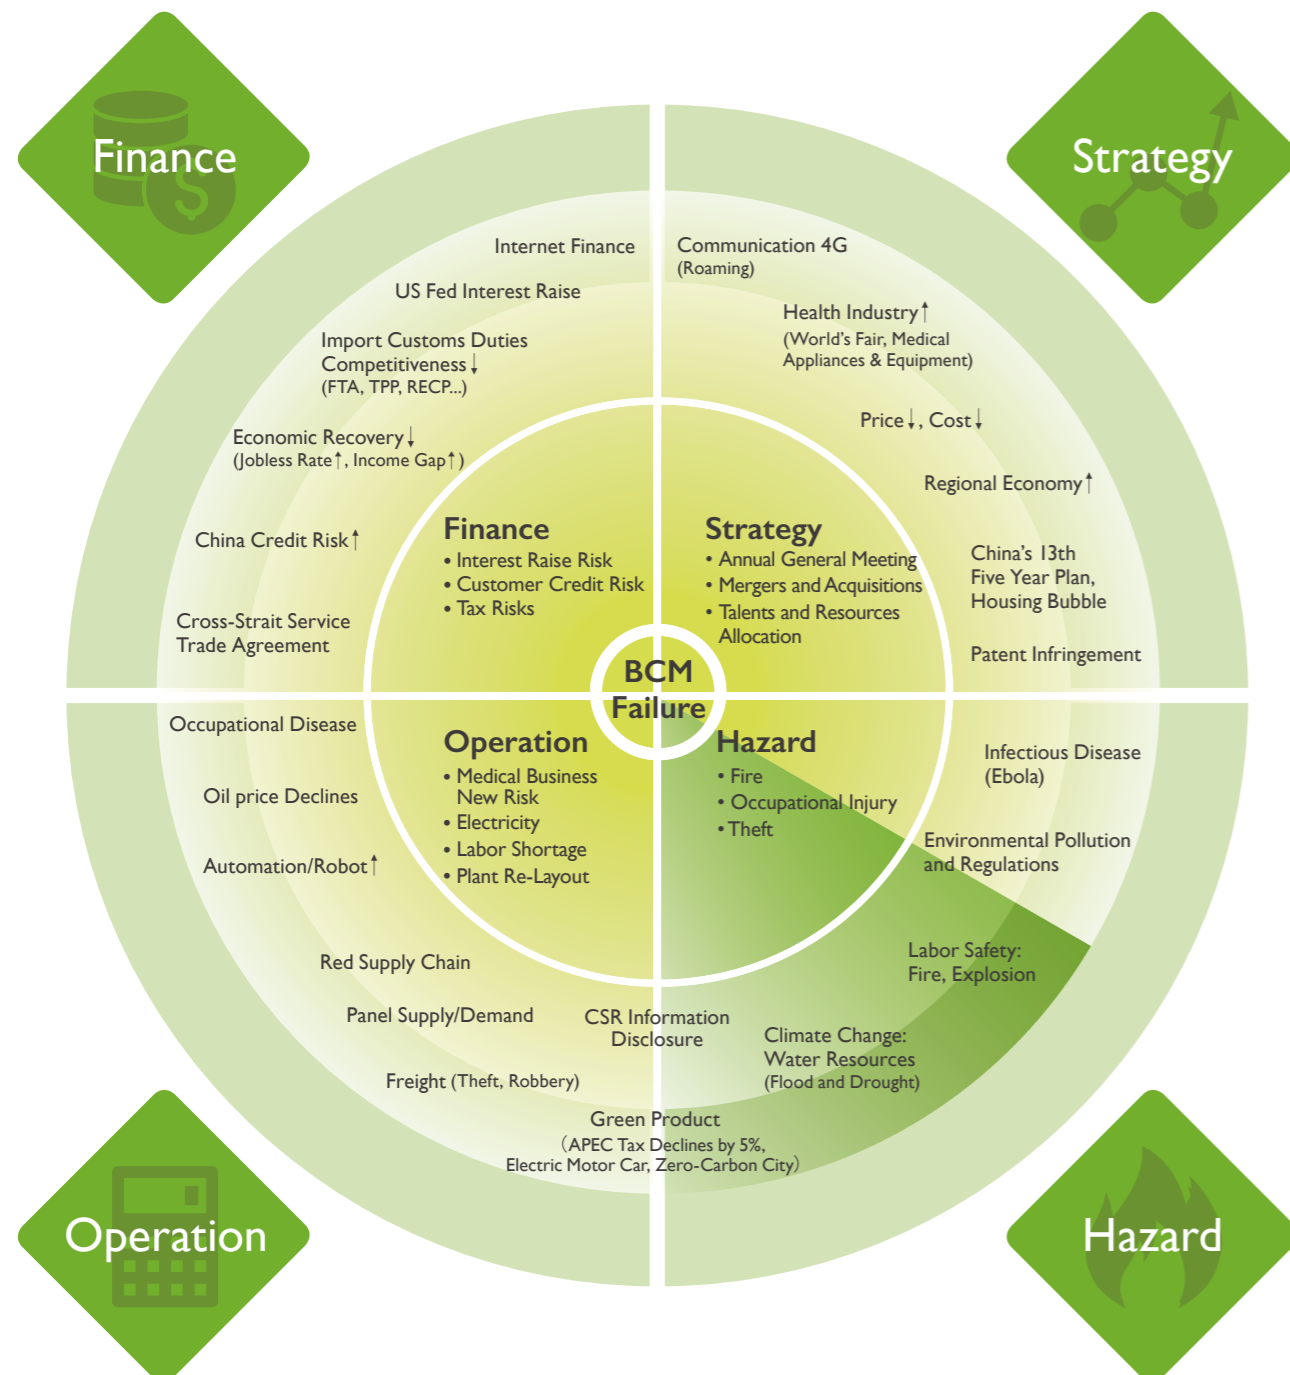 Finance
Strategy
Internet Finance
US Fed Interest Raise
Import Customs Duties
Competitiveness↓
(FTA, TPP, RECP...)
Economic Recovery↓
(Jobless Rate↑, Income Gap↑)
China Credit Risk↑
Cross-Strait Service
Trade Agreement
Communication 4G
(Roaming)
Health Industry↑
(World's Fair, Medical
Appliances & Equipment)
Price↓, Cost↓
Regional Economy↑
China's 13th
Five Year Plan,
Housing Bubble
Patent Infringement
Finance
• Interest Raise Risk
• Customer Credit Risk
• Tax Risks
Strategy
• Annual General Meeting
• Mergers and Acquisitions
• Talents and Resources
Allocation
BCM
Failure
Operation
• Medical Business
New Risk
• Electricity
• Labor Shortage
• Plant Re-Layout
Hazard
• Fire
• Occupational Injury
• Theft
Occupational Disease
Oil price Declines
Automation/Robot↑
Red Supply Chain
Panel Supply/Demand
Freight (Theft, Robbery)
CSR Information
Disclosure
Green Product
(APEC Tax Declines by 5%,
Electric Motor Car, Zero-Carbon City)
Infectious Disease
(Ebola)
Environmental Pollution
and Regulations
Labor Safety:
Fire, Explosion
Climate Change:
Water Resources
(Flood and Drought)
Operation
Hazard